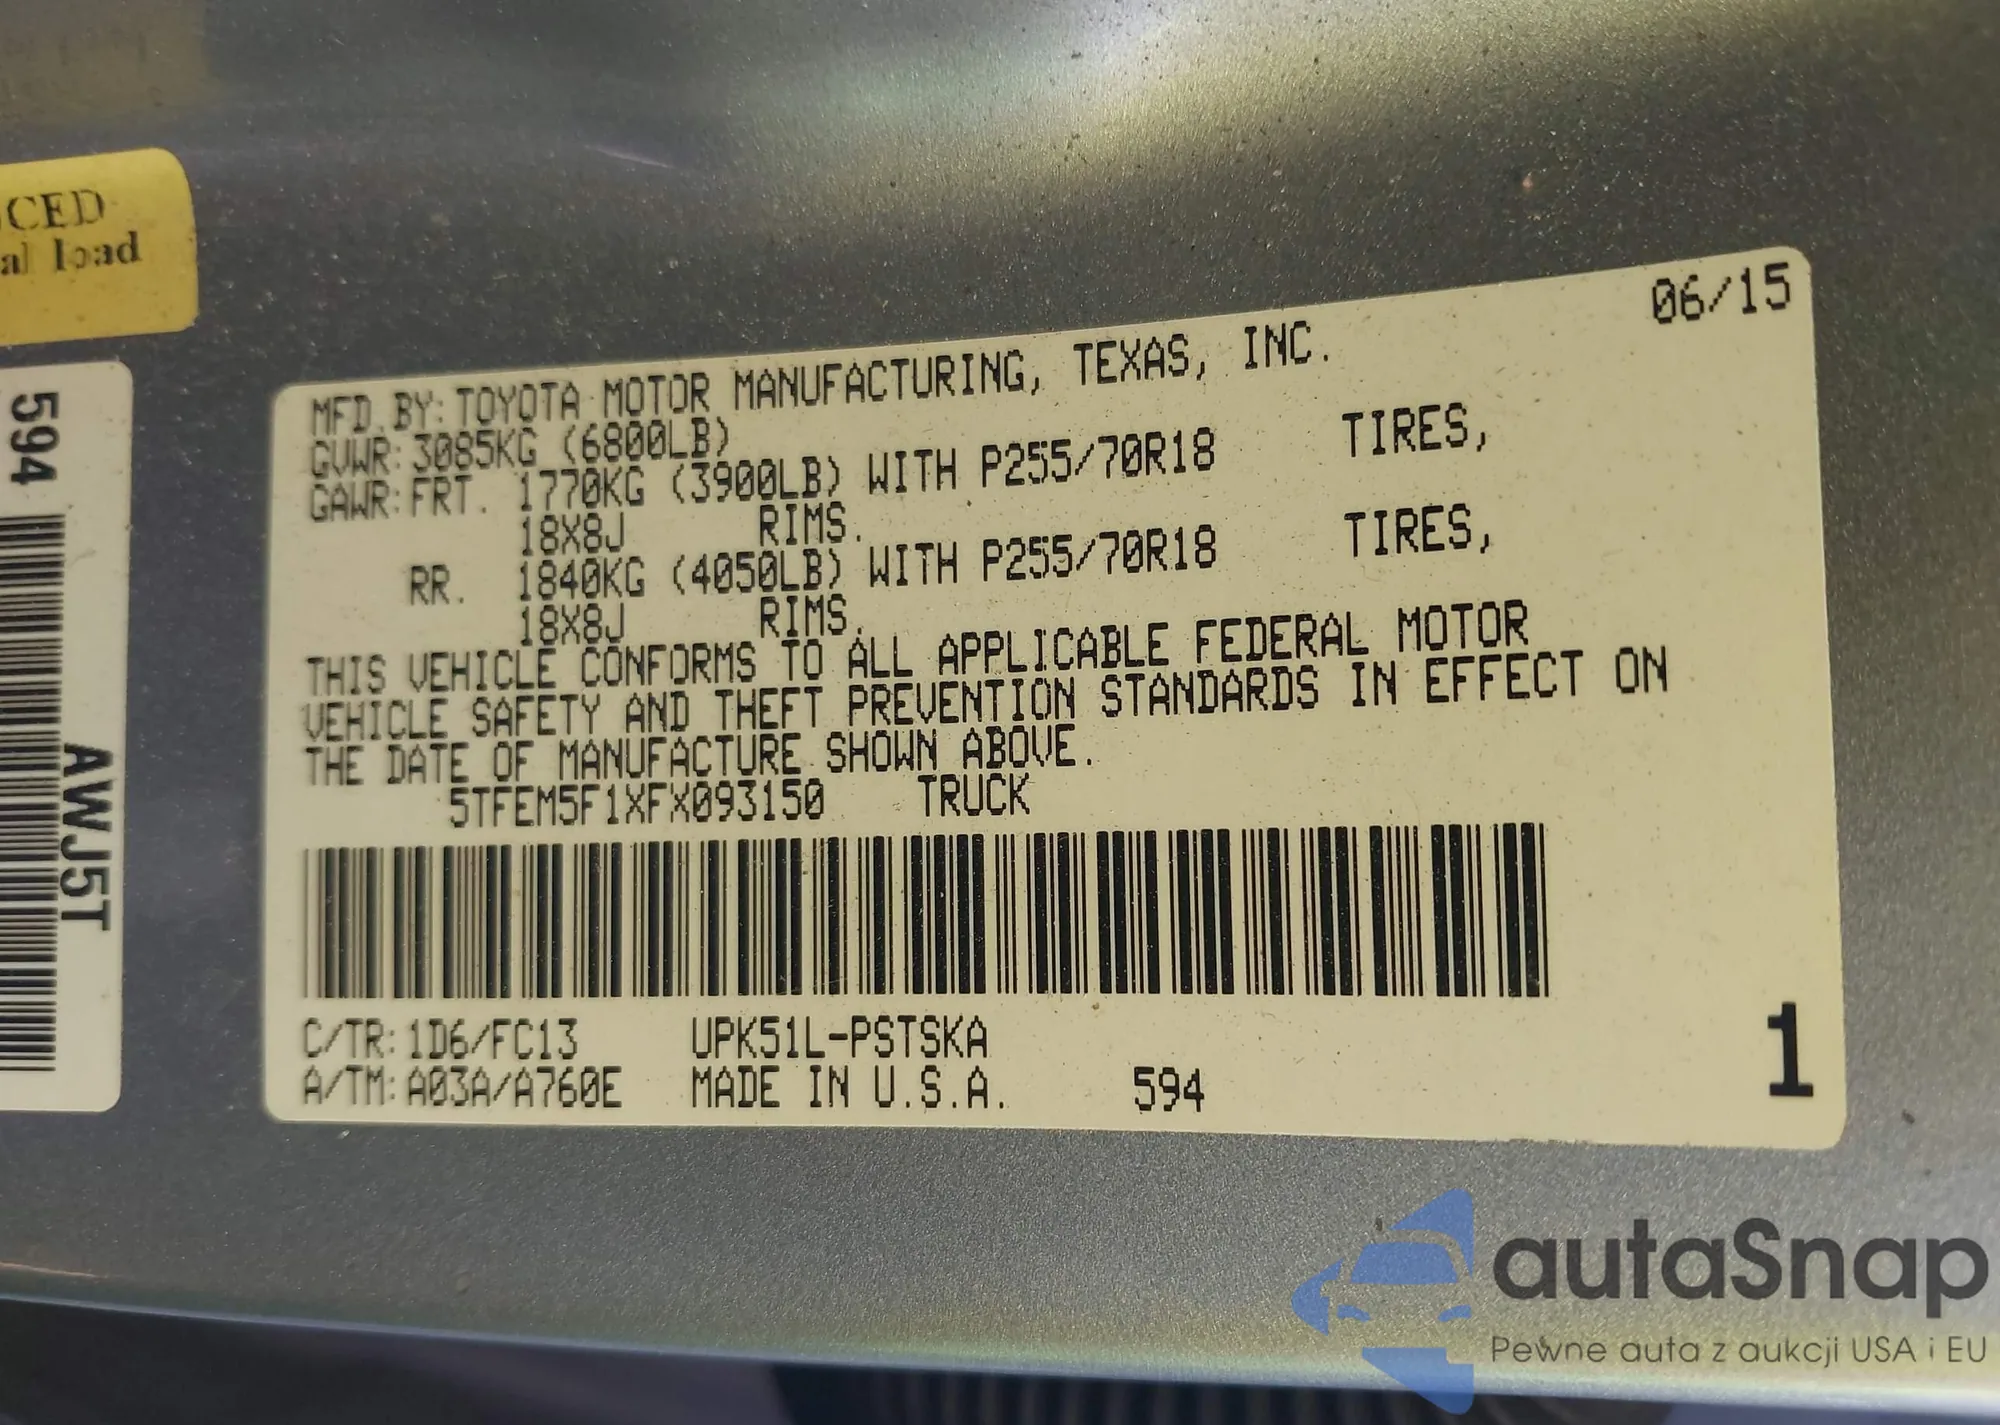 CED
al load
594
AWJ5T
06/15
MFD.BY:TOYOTA MOTOR MANUFACTURING, TEXAS, INC.
GVWR:3085KG (6800LB)
GAWR:FRT. 1770KG (3900LB) WITH P255/70R18 TIRES,
18X8J RIMS.
RR. 1840KG (4050LB) WITH P255/70R18 TIRES,
18X8J RIMS.
THIS VEHICLE CONFORMS TO ALL APPLICABLE FEDERAL MOTOR
VEHICLE SAFETY AND THEFT PREVENTION STANDARDS IN EFFECT ON
THE DATE OF MANUFACTURE SHOWN ABOVE.
5TFEM5F1XFX093150 TRUCK
C/TR:1D6/FC13 UPK51L-PSTSKA
A/TM:A03A/A760E MADE IN U.S.A. 594
1
autaSnap
Pewne auta z aukcji USA i EU